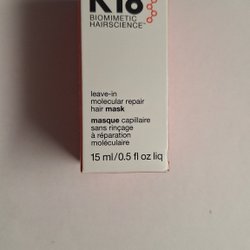 K18
BIOMIMETIC
HAIRSCIENCE™
leave-in
molecular repair
hair mask
masque capillaire
sans rinçage
à réparation
moléculaire
15 ml/0.5 fl oz liq